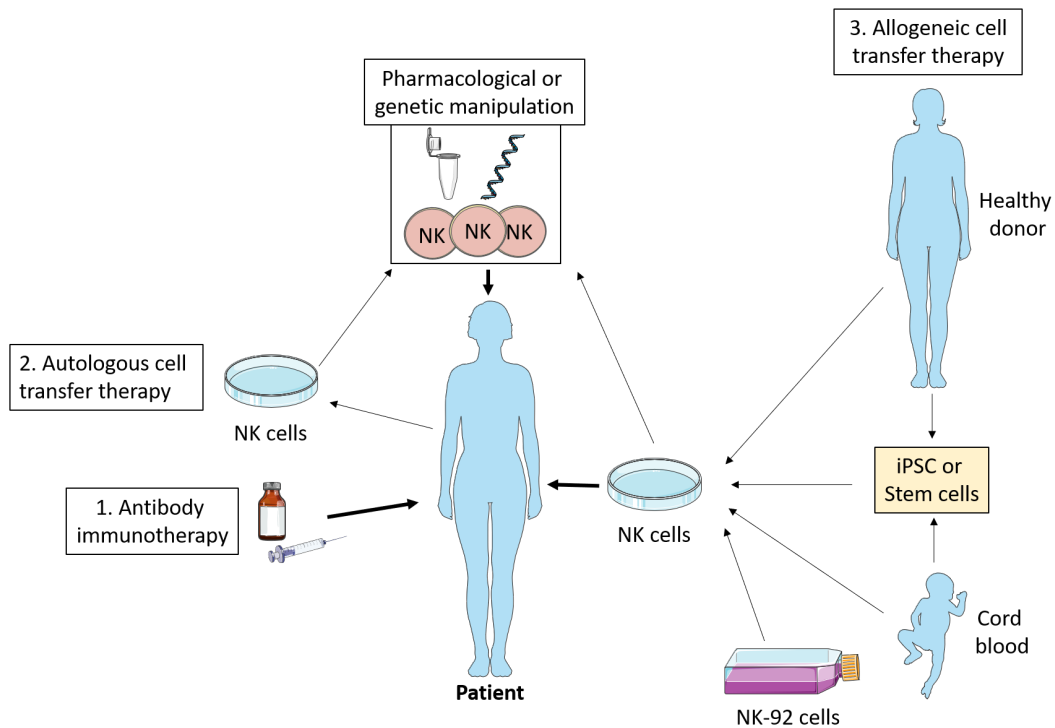 3. Allogeneic cell
transfer therapy
Pharmacological or
genetic manipulation
NK
NK
NK
Healthy
donor
2. Autologous cell
transfer therapy
NK cells
iPSC or
Stem cells
1. Antibody
immunotherapy
NK cells
Cord
blood
Patient
NK-92 cells